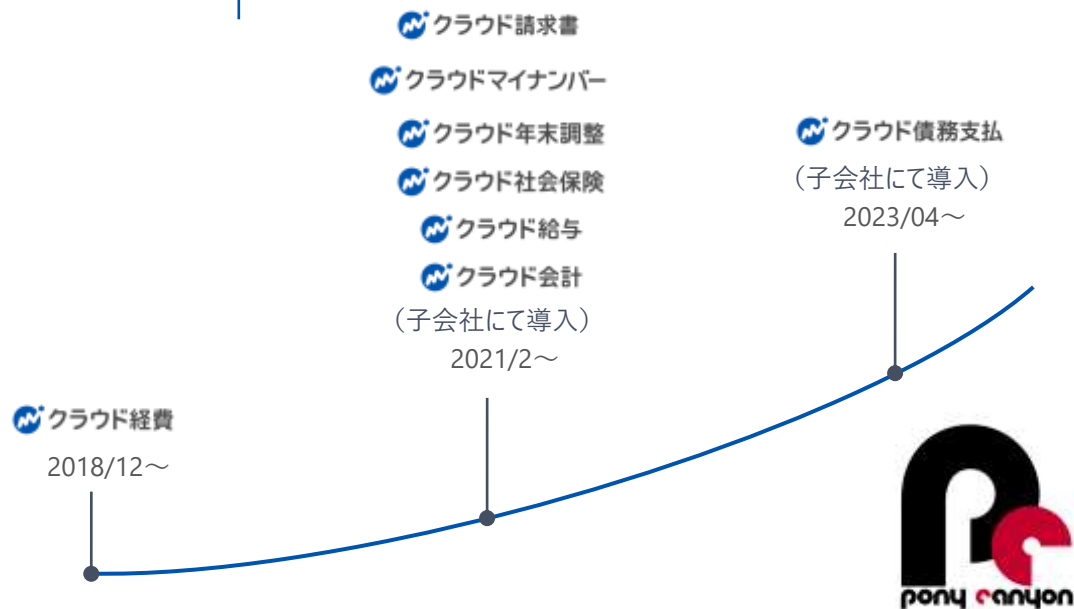 クラウド請求書
クラウドマイナンバー
クラウド年末調整
クラウド社会保険
クラウド給与
クラウド会計
（子会社にて導入）
2021/2～
クラウド債務支払
（子会社にて導入）
2023/04～
クラウド経費
2018/12～
pony canyon